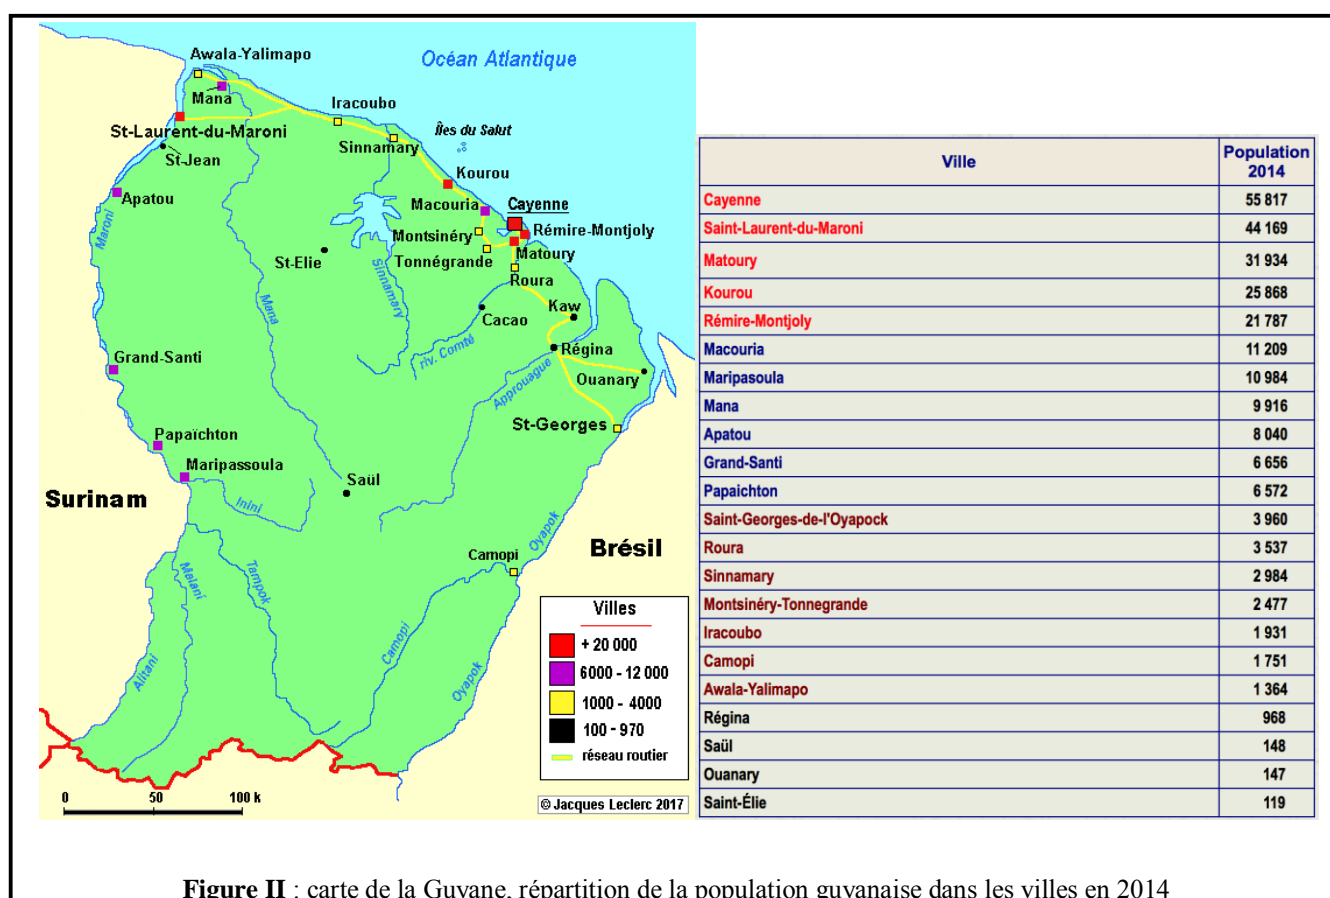 Awala-Yalimapo
Océan Atlantique
Mana
Iracoubo
St-Laurent-du-Maroni
Îles du Salut
Sinnamary
St-Jean
Kourou
Apatou
Macouria
Cayenne
Maroni
Montsinéry
Rémire-Montjoly
St-Elie
Tonnégrande
Matoury
Sinnamary
Roura
Mana
Kaw
Cacao
riv. Comté
Régina
Grand-Santi
Ouanary
Approuague
St-Georges
Papaïchton
Maripassoula
Saül
Surinam
Inini
Oyapok
Brésil
Camopi
Malani
Tampok
Camopi
Alitani
Oyapok
Villes
+ 20 000
6000 - 12 000
1000 - 4000
100 - 970
réseau routier
0 50 100 k
© Jacques Leclerc 2017
Ville Population 2014
Cayenne 55 817
Saint-Laurent-du-Maroni 44 169
Matoury 31 934
Kourou 25 868
Rémire-Montjoly 21 787
Macouria 11 209
Maripasoula 10 984
Mana 9 916
Apatou 8 040
Grand-Santi 6 656
Papaichton 6 572
Saint-Georges-de-l'Oyapock 3 960
Roura 3 537
Sinnamary 2 984
Montsinéry-Tonnegrande 2 477
Iracoubo 1 931
Camopi 1 751
Awala-Yalimapo 1 364
Régina 968
Saül 148
Ouanary 147
Saint-Élie 119
Figure II : carte de la Guyane, répartition de la population guyanaise dans les villes en 2014